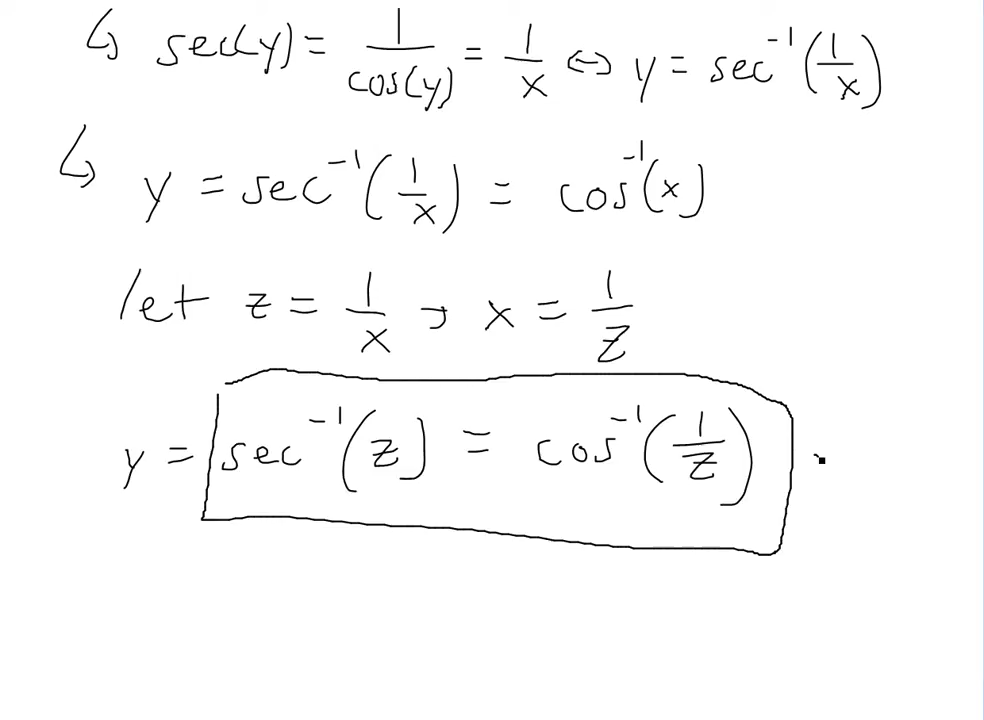 ↳ sec(y) = 1/cos(y) = 1/x ⇔ y = sec⁻¹(1/x)
↳ y = sec⁻¹(1/x) = cos⁻¹(x)
let z = 1/x → x = 1/z
y = sec⁻¹(z) = cos⁻¹(1/z)